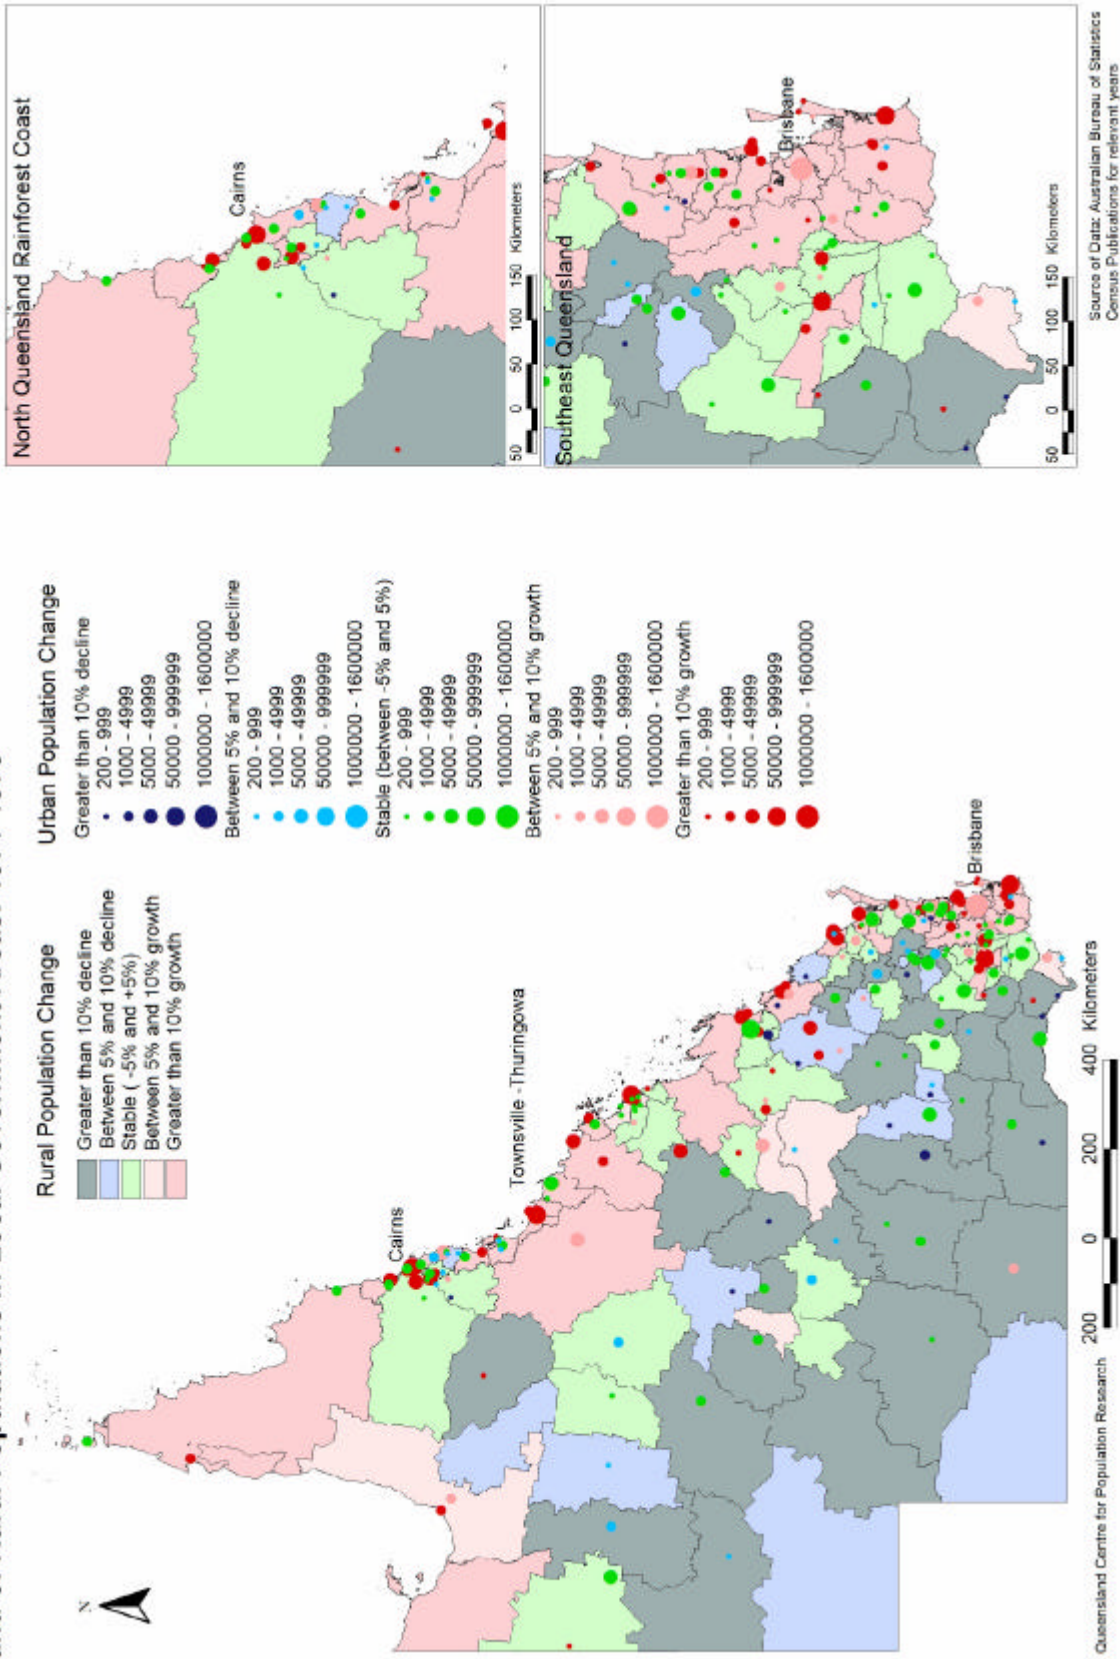 Rural Population Change
Greater than 10% decline
Between 5% and 10% decline
Stable ( -5% and +5%)
Between 5% and 10% growth
Greater than 10% growth
Urban Population Change
Greater than 10% decline
200 - 999
1000 - 4999
5000 - 49999
50000 - 999999
1000000 - 1600000
Between 5% and 10% decline
200 - 999
1000 - 4999
5000 - 49999
50000 - 999999
1000000 - 1600000
Stable (between -5% and 5%)
200 - 999
1000 - 4999
5000 - 49999
50000 - 999999
1000000 - 1600000
Between 5% and 10% growth
200 - 999
1000 - 4999
5000 - 49999
50000 - 999999
1000000 - 1600000
Greater than 10% growth
200 - 999
1000 - 4999
5000 - 49999
50000 - 999999
1000000 - 1600000
N
Cairns
Townsville -Thuringowa
Brisbane
200 0 200 400 Kilometers
Queensland Centre for Population Research
North Queensland Rainforest Coast
Cairns
50 0 50 100 150 Kilometers
Southeast Queensland
Brisbane
50 0 50 100 150 Kilometers
Source of Data: Australian Bureau of Statistics
Census Publications for relevant years